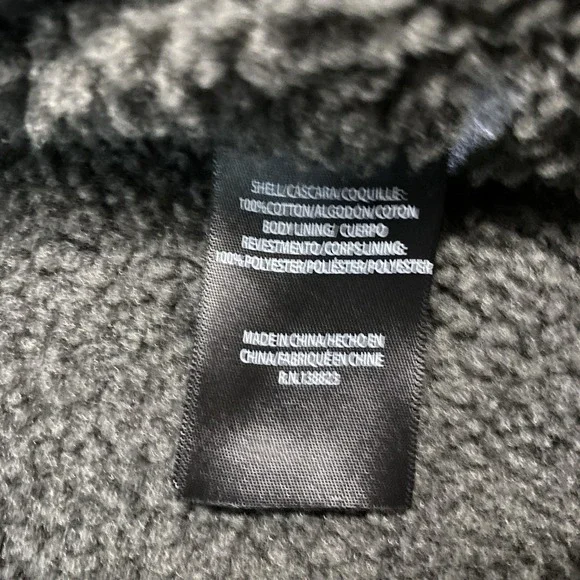 SHELL/CASCARA/COQUILLE:
100%COTTON/ALGODON/COTON
BODY LINING/ CUERPO
REVESTMENTO/CORPS LINING:
100% POLYESTER/POLIÉSTER/POLYESTER
MADE IN CHINA/HECHO EN
CHINA/FABRIQUÉ EN CHINE
R.N.138823